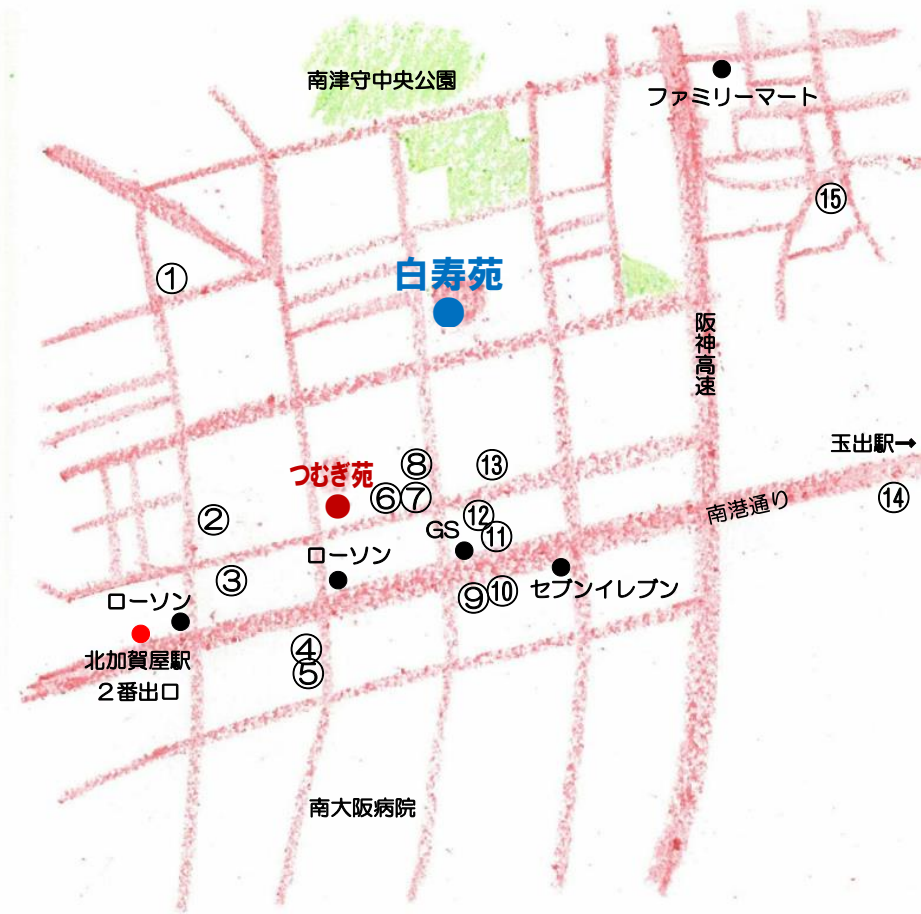 南津守中央公園
ファミリーマート
⑮
①
白寿苑
阪神高速
玉出駅→
つむぎ苑
⑧
⑬
⑥⑦
⑭
南港通り
②
⑫
GS
⑪
ローソン
③
セブンイレブン
⑨⑩
ローソン
④
北加賀屋駅
２番出口
⑤
南大阪病院